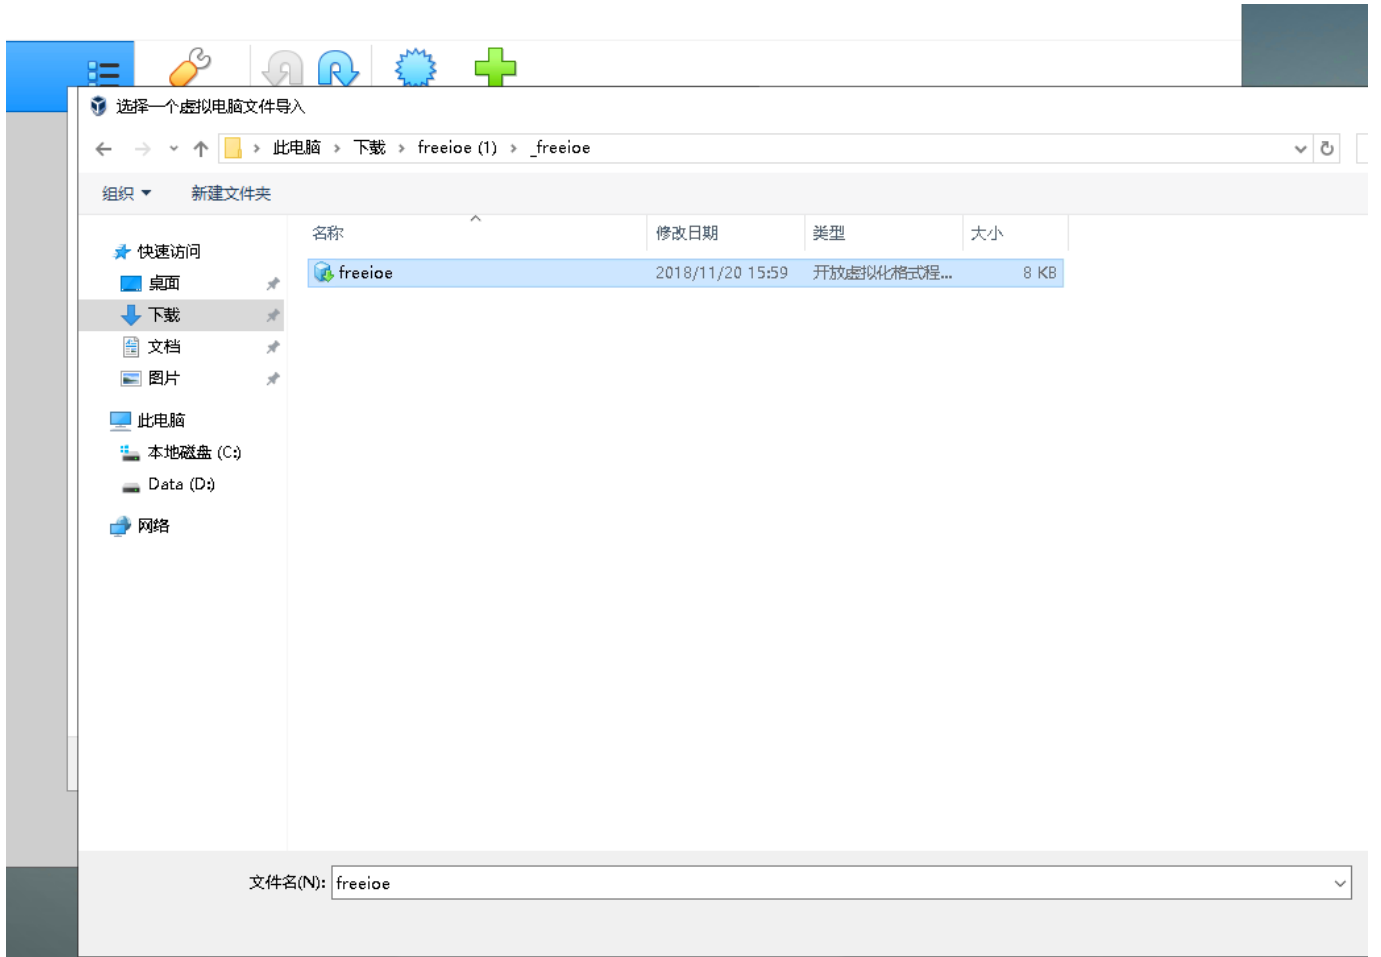 选择一个虚拟电脑文件导入
此电脑 › 下载 › freeioe (1) › _freeioe
组织 新建文件夹
名称 修改日期 类型 大小
快速访问
桌面
下载
文档
图片
此电脑
本地磁盘 (C:)
Data (D:)
网络
freeioe 2018/11/20 15:59 开放虚拟化格式程... 8 KB
文件名(N): freeioe